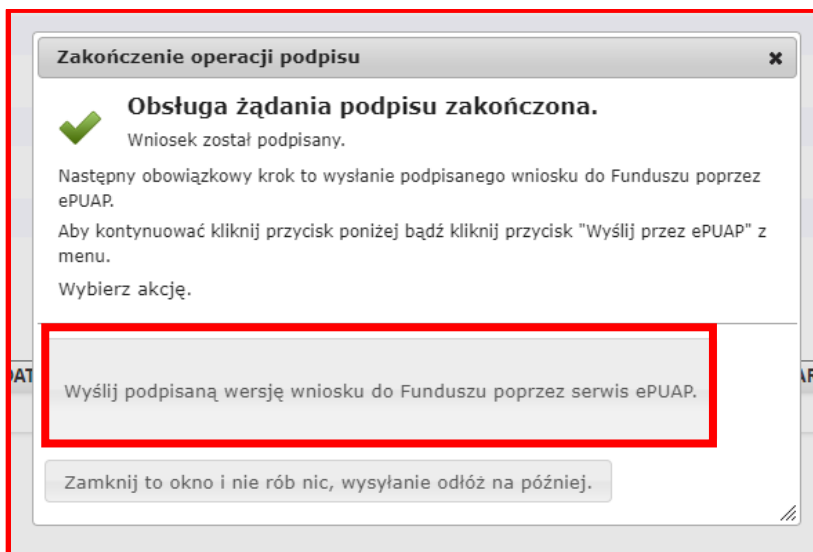 Zakończenie operacji podpisu
Obsługa żądania podpisu zakończona.
Wniosek został podpisany.
Następny obowiązkowy krok to wysłanie podpisanego wniosku do Funduszu poprzez
ePUAP.
Aby kontynuować kliknij przycisk poniżej bądź kliknij przycisk "Wyślij przez ePUAP" z
menu.
Wybierz akcję.
Wyślij podpisaną wersję wniosku do Funduszu poprzez serwis ePUAP.
Zamknij to okno i nie rób nic, wysyłanie odłóż na później.